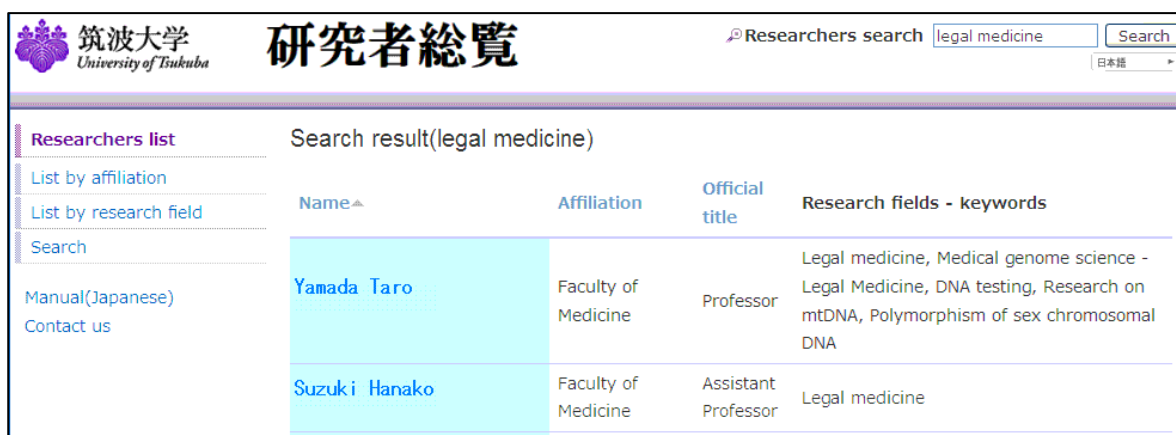 筑波大学
University of Tsukuba
研究者総覧
Researchers search legal medicine Search
日本語
Researchers list
List by affiliation
List by research field
Search
Manual(Japanese)
Contact us
Search result(legal medicine)
Name Affiliation Official title Research fields - keywords
Yamada Taro
Faculty of
Medicine
Professor
Legal medicine, Medical genome science -
Legal Medicine, DNA testing, Research on
mtDNA, Polymorphism of sex chromosomal
DNA
Suzuki Hanako
Faculty of
Medicine
Assistant
Professor
Legal medicine